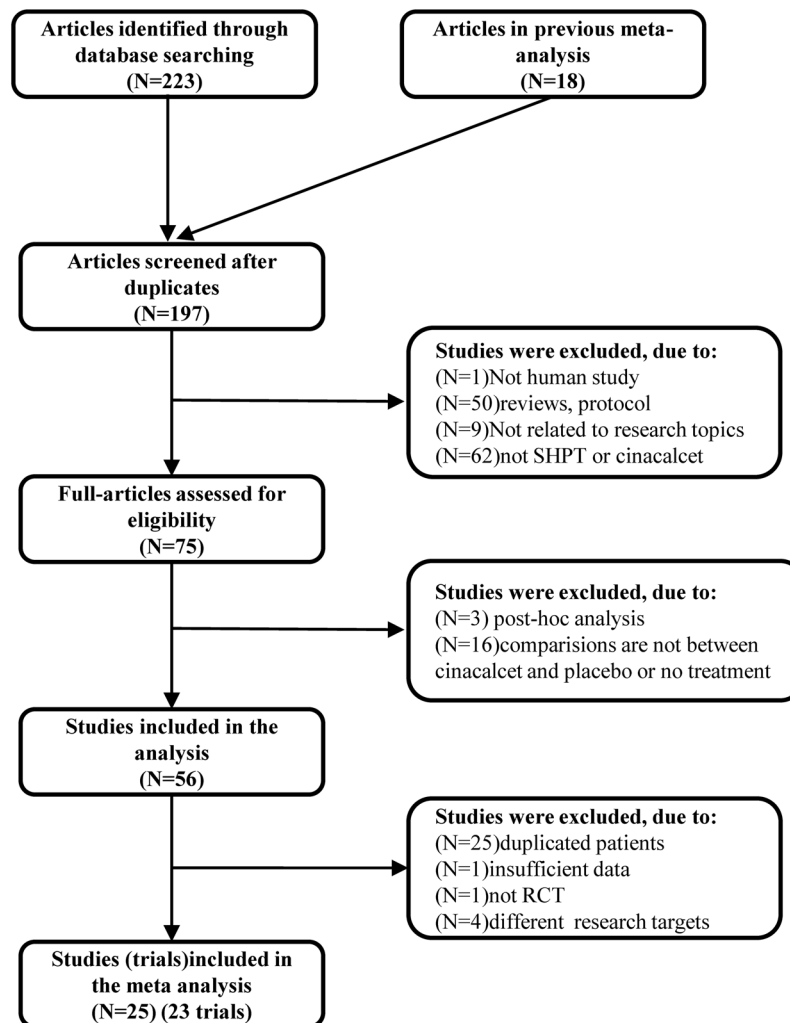 Articles identified through
database searching
(N=223)
Articles in previous meta-
analysis
(N=18)
Articles screened after
duplicates
(N=197)
Studies were excluded, due to:
(N=1)Not human study
(N=50)reviews, protocol
(N=9)Not related to research topics
(N=62)not SHPT or cinacalcet
Full-articles assessed for
eligibility
(N=75)
Studies were excluded, due to:
(N=3) post-hoc analysis
(N=16)comparisions are not between
cinacalcet and placebo or no treatment
Studies included in the
analysis
(N=56)
Studies were excluded, due to:
(N=25)duplicated patients
(N=1)insufficient data
(N=1)not RCT
(N=4)different research targets
Studies (trials)included in
the meta analysis
(N=25) (23 trials)